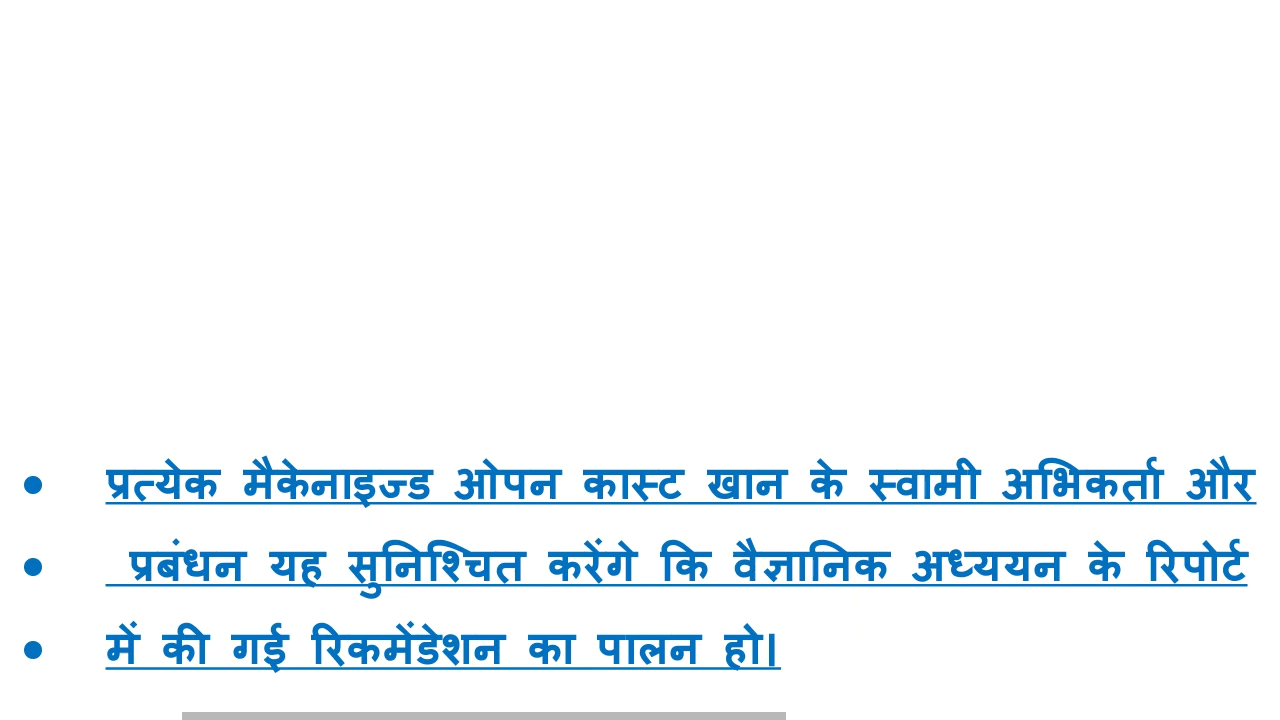 • प्रत्येक मैकेनाइज्ड ओपन कास्ट खान के स्वामी अभिकर्ता और
• प्रबंधन यह सुनिश्चित करेंगे कि वैज्ञानिक अध्ययन के रिपोर्ट
• में की गई रिकमेंडेशन का पालन हो।